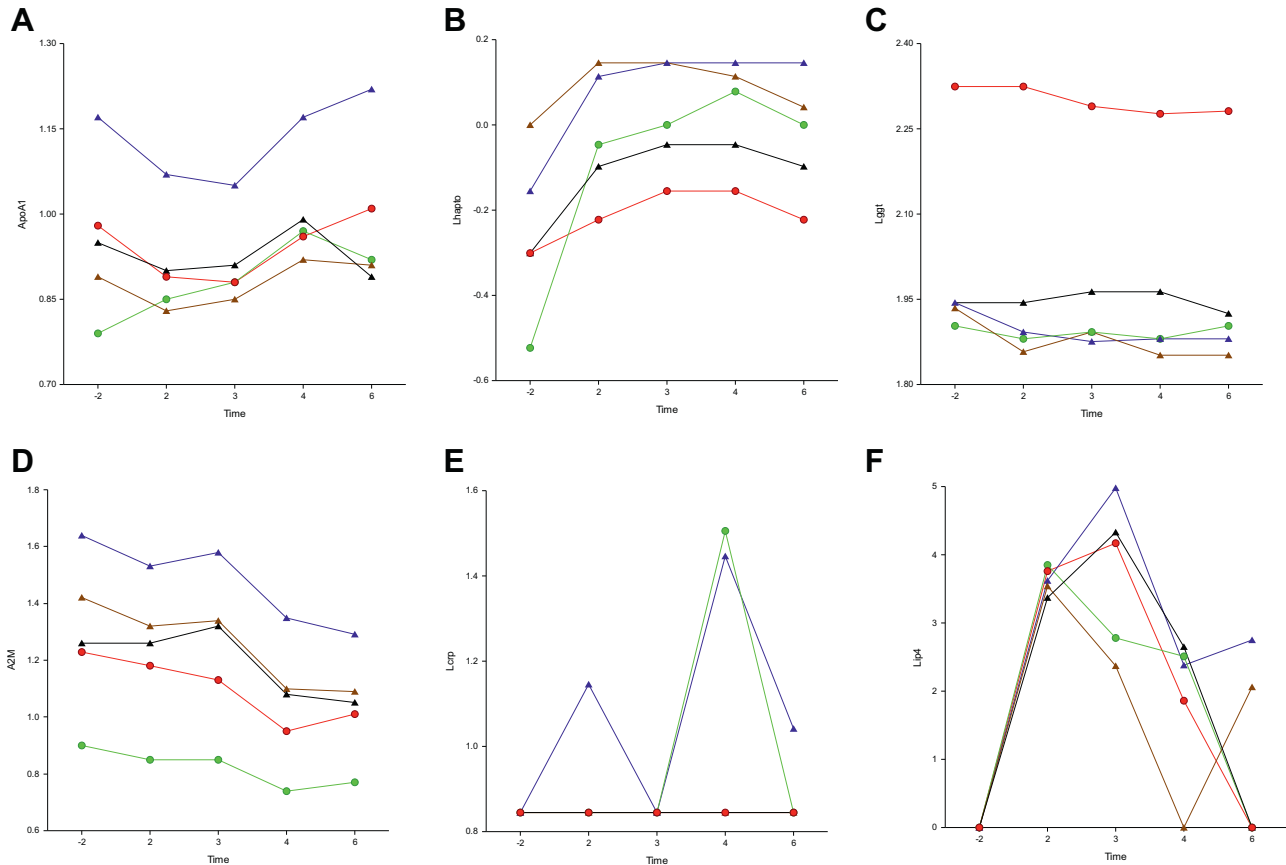 A
1.30
1.15
1.00
0.85
0.70
ApoA1
-2 2 3 4 6
Time
B
0.2
0.0
-0.2
-0.4
-0.6
Lhapto
-2 2 3 4 6
Time
C
2.40
2.25
2.10
1.95
1.80
Lggt
-2 2 3 4 6
Time
D
1.8
1.6
1.4
1.2
1.0
0.8
0.6
A2M
-2 2 3 4 6
Time
E
1.6
1.4
1.2
1.0
0.8
Lcrp
-2 2 3 4 6
Time
F
5
4
3
2
1
0
Lip4
-2 2 3 4 6
Time